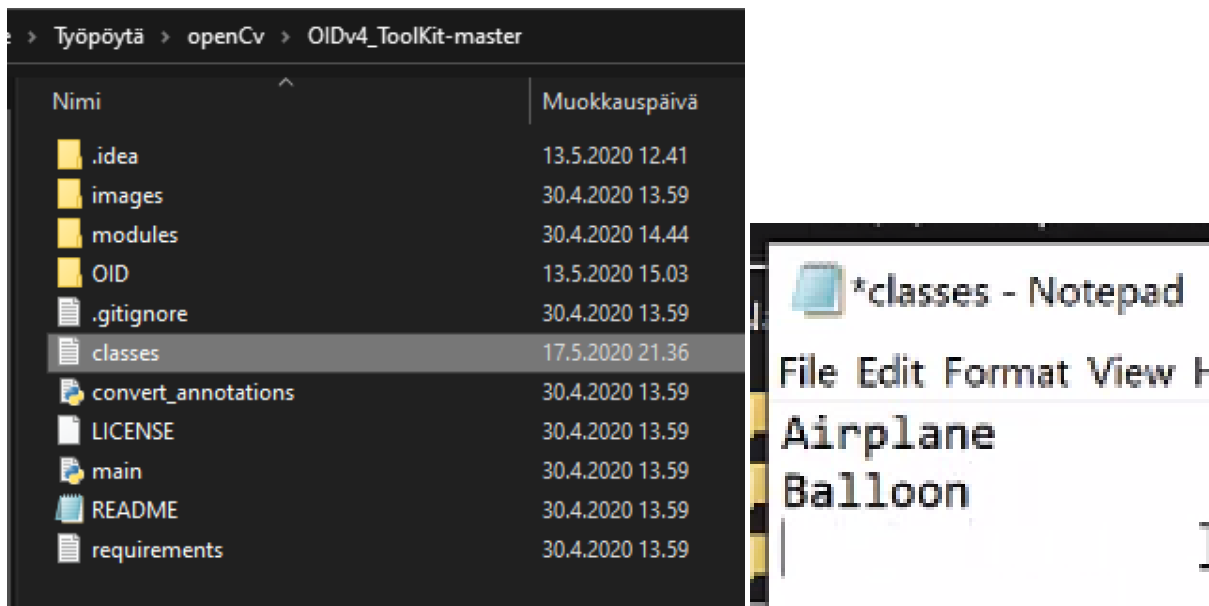 > Työpöytä > openCv > OIDv4_ToolKit-master
Nimi Muokkauspäivä
.idea 13.5.2020 12.41
images 30.4.2020 13.59
modules 30.4.2020 14.44
OID 13.5.2020 15.03
.gitignore 30.4.2020 13.59
classes 17.5.2020 21.36
convert_annotations 30.4.2020 13.59
LICENSE 30.4.2020 13.59
main 30.4.2020 13.59
README 30.4.2020 13.59
requirements 30.4.2020 13.59
*classes - Notepad
File Edit Format View
Airplane
Balloon